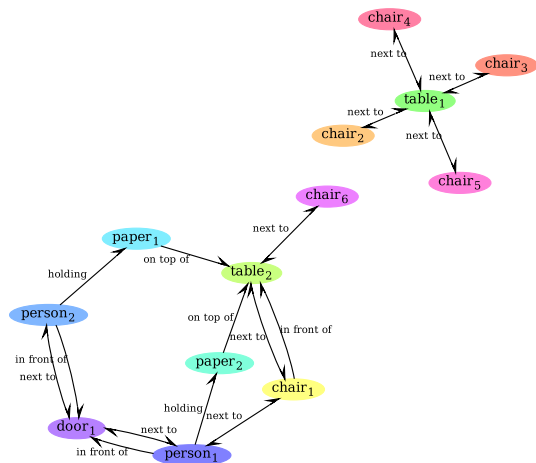 chair4
next to
chair3
next to
table1
next to
chair2
next to
chair5
chair6
next to
paper1
on top of
table2
holding
person2
on top of
in front of
next to
in front of
paper2
next to
chair1
holding
next to
door1
next to
in front of
person1